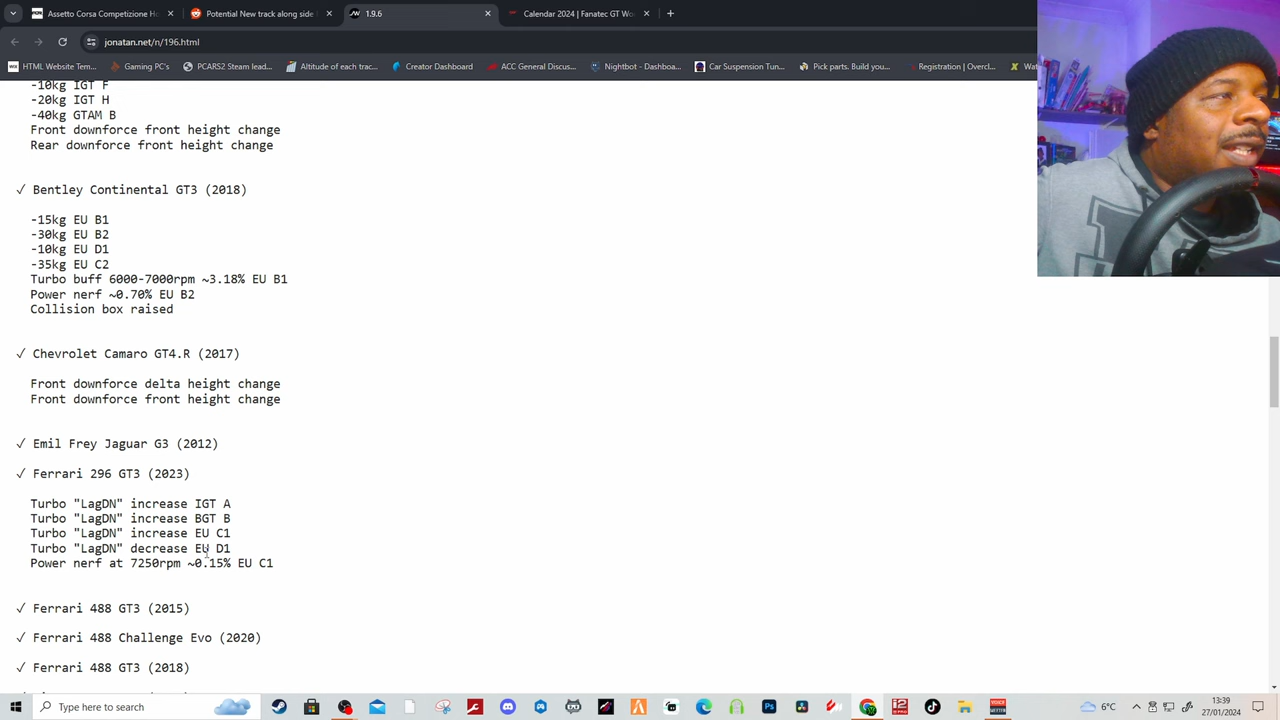 Assetto Corsa Competizione Ho
Potential New track along side
1.9.6
Calendar 2024 | Fanatec GT Wo
jonatan.net/n/196.html
HTML Website Tem...
Gaming PC's
PCARS2 Steam lead...
Altitude of each trac...
Creator Dashboard
ACC General Discus...
Nightbot - Dashboa...
Car Suspension Tun...
Pick parts. Build you...
Registration | Overcl...
Wat
-10kg IGT F
-20kg IGT H
-40kg GTAM B
Front downforce front height change
Rear downforce front height change
✓ Bentley Continental GT3 (2018)
-15kg EU B1
-30kg EU B2
-10kg EU D1
-35kg EU C2
Turbo buff 6000-7000rpm ~3.18% EU B1
Power nerf ~0.70% EU B2
Collision box raised
✓ Chevrolet Camaro GT4.R (2017)
Front downforce delta height change
Front downforce front height change
✓ Emil Frey Jaguar G3 (2012)
✓ Ferrari 296 GT3 (2023)
Turbo "LagDN" increase IGT A
Turbo "LagDN" increase BGT B
Turbo "LagDN" increase EU C1
Turbo "LagDN" decrease EU D1
Power nerf at 7250rpm ~0.15% EU C1
✓ Ferrari 488 GT3 (2015)
✓ Ferrari 488 Challenge Evo (2020)
✓ Ferrari 488 GT3 (2018)
Type here to search
6°C
13:39
27/01/2024